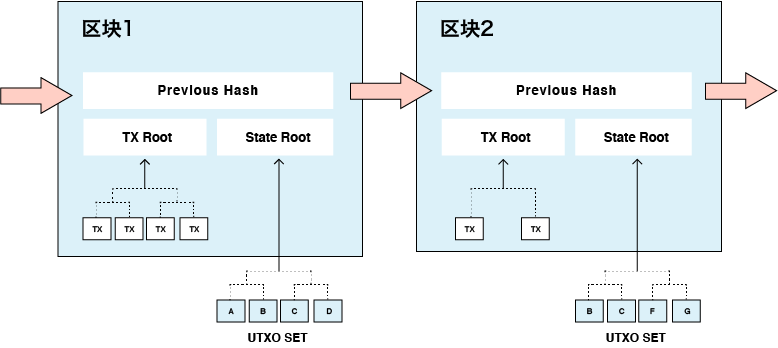 区块1
Previous Hash
TX Root
State Root
TX TX TX TX
A B C D
UTXO SET
区块2
Previous Hash
TX Root
State Root
TX TX
B C F G
UTXO SET